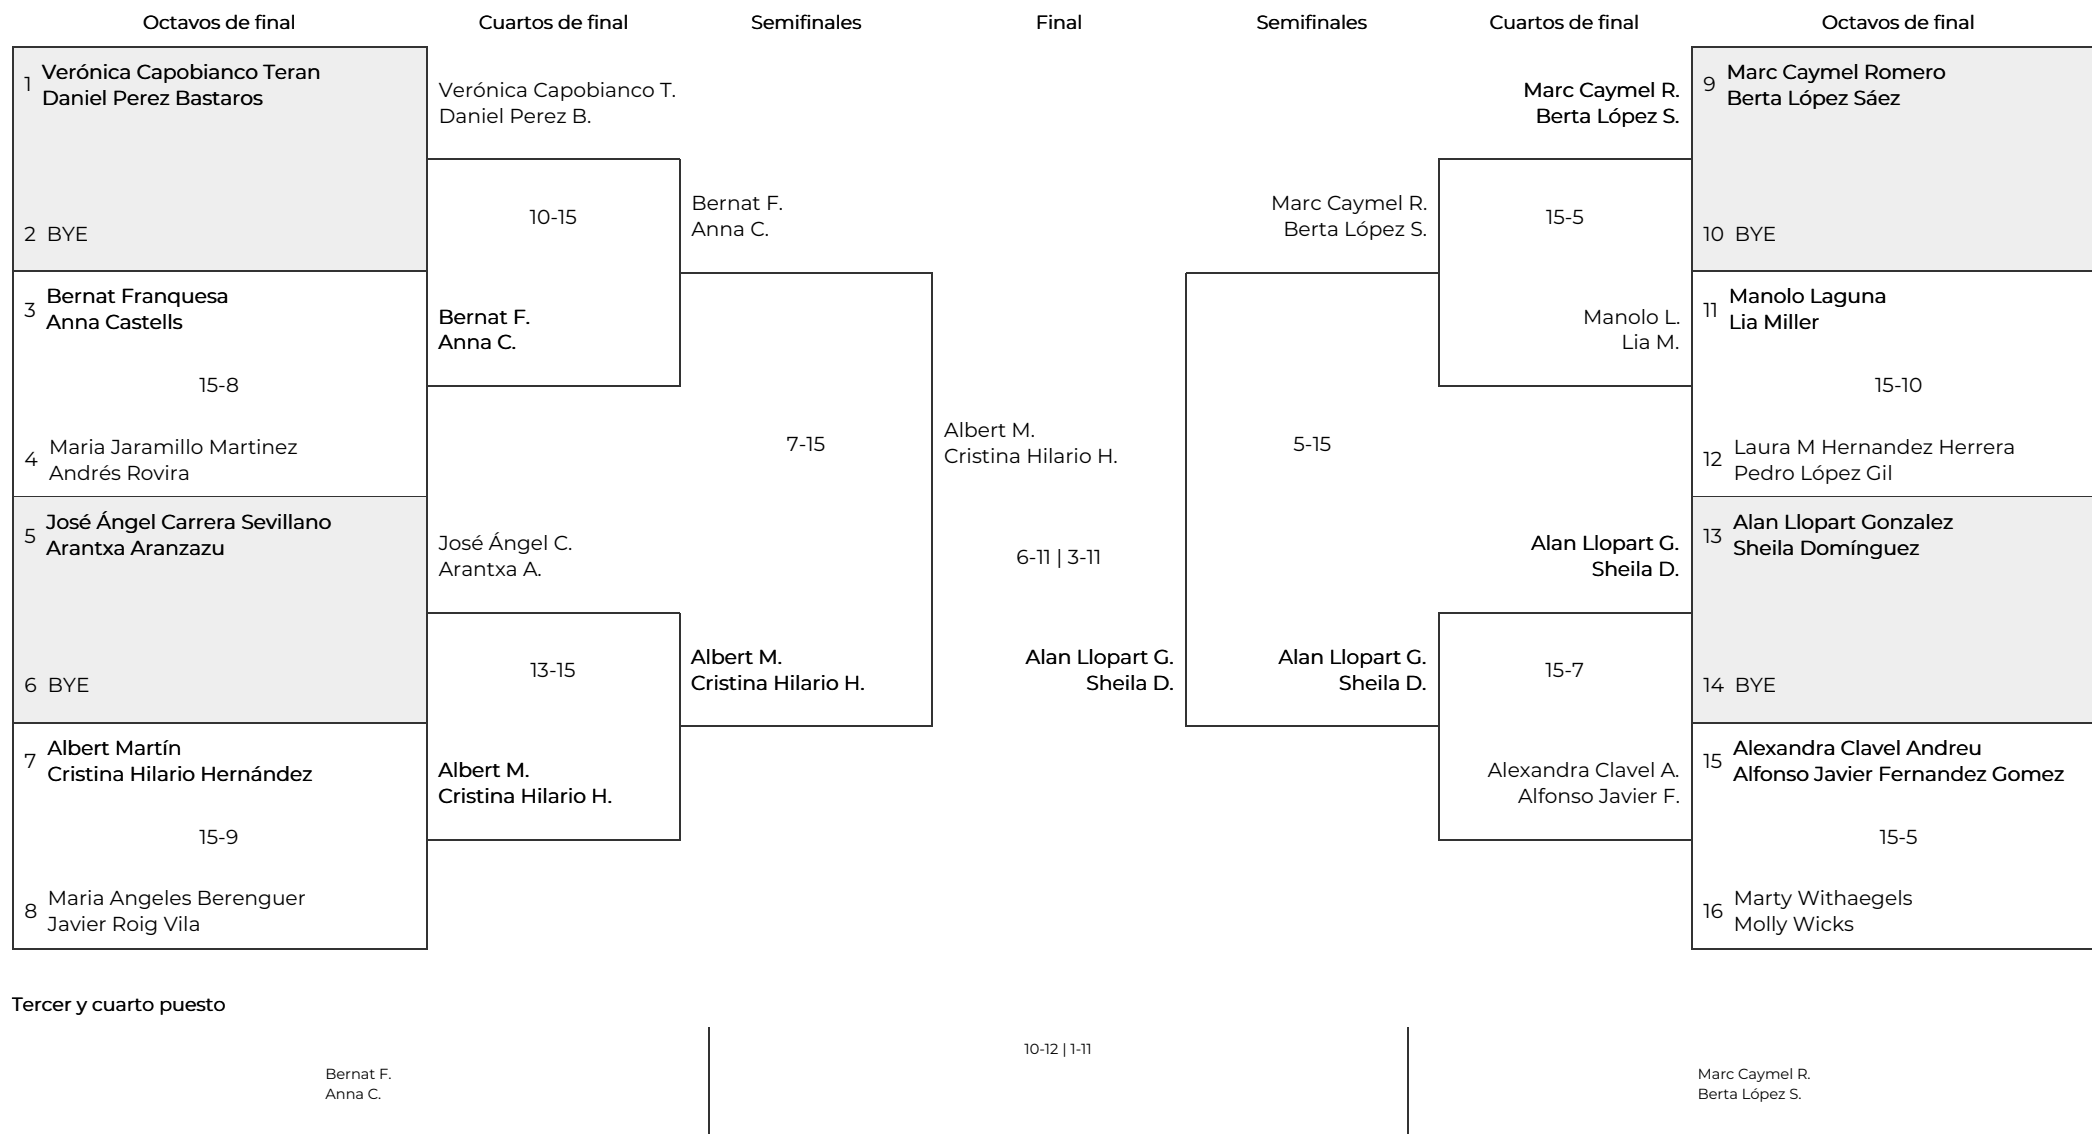 Octavos de final
Cuartos de final
Semifinales
Final
Semifinales
Cuartos de final
Octavos de final
1
Verónica Capobianco Teran
Daniel Perez Bastaros
2 BYE
3
Bernat Franquesa
Anna Castells
15-8
4
Maria Jaramillo Martinez
Andrés Rovira
5
José Ángel Carrera Sevillano
Arantxa Aranzazu
6 BYE
7
Albert Martín
Cristina Hilario Hernández
15-9
8
Maria Angeles Berenguer
Javier Roig Vila
Verónica Capobianco T.
Daniel Perez B.
10-15
Bernat F.
Anna C.
José Ángel C.
Arantxa A.
13-15
Albert M.
Cristina Hilario H.
Bernat F.
Anna C.
7-15
Albert M.
Cristina Hilario H.
Albert M.
Cristina Hilario H.
6-11 | 3-11
Alan Llopart G.
Sheila D.
Marc Caymel R.
Berta López S.
5-15
Alan Llopart G.
Sheila D.
Marc Caymel R.
Berta López S.
15-5
Manolo L.
Lia M.
Alan Llopart G.
Sheila D.
15-7
Alexandra Clavel A.
Alfonso Javier F.
9
Marc Caymel Romero
Berta López Sáez
10 BYE
11
Manolo Laguna
Lia Miller
15-10
12
Laura M Hernandez Herrera
Pedro López Gil
13
Alan Llopart Gonzalez
Sheila Domínguez
14 BYE
15
Alexandra Clavel Andreu
Alfonso Javier Fernandez Gomez
15-5
16
Marty Withaegels
Molly Wicks
Tercer y cuarto puesto
Bernat F.
Anna C.
10-12 | 1-11
Marc Caymel R.
Berta López S.